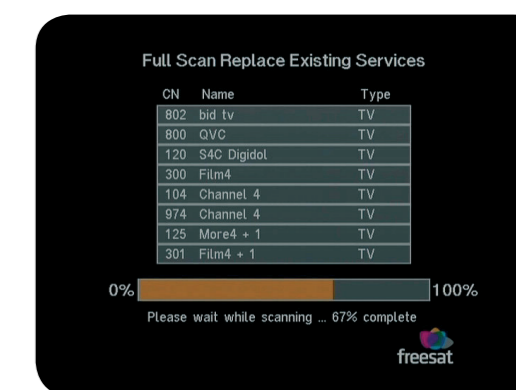 Full Scan Replace Existing Services
CN Name Type
802 bid tv TV
800 QVC TV
120 S4C Digidol TV
300 Film4 TV
104 Channel 4 TV
974 Channel 4 TV
125 More4 + 1 TV
301 Film4 + 1 TV
0% 100%
Please wait while scanning ... 67% complete
freesat